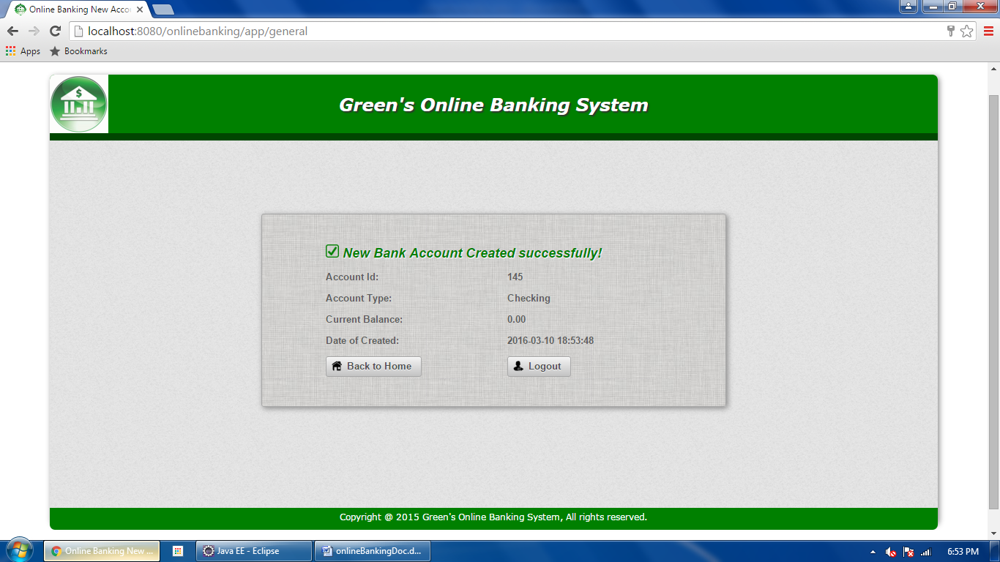 Online Banking New Acco
localhost:8080/onlinebanking/app/general
Apps Bookmarks
$
Green's Online Banking System
New Bank Account Created successfully!
Account Id: 145
Account Type: Checking
Current Balance: 0.00
Date of Created: 2016-03-10 18:53:48
Back to Home Logout
Copyright @ 2015 Green's Online Banking System, All rights reserved.
Online Banking New ... Java EE - Eclipse onlineBankingDoc.d... 6:53 PM